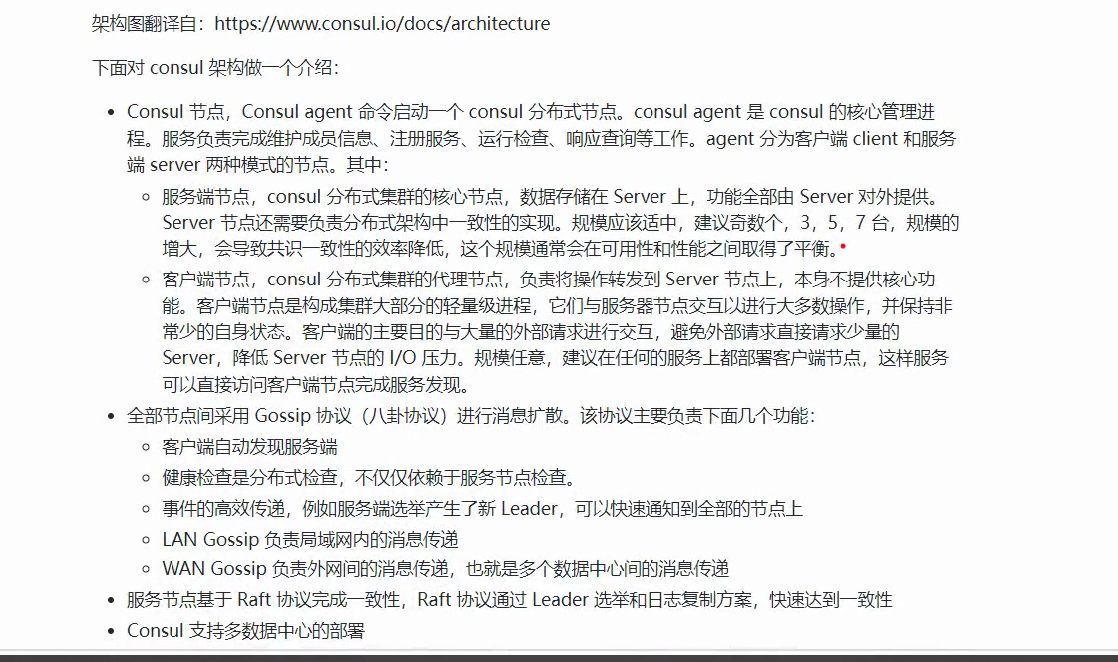 架构图翻译自：https://www.consul.io/docs/architecture
下面对 consul 架构做一个介绍：
Consul 节点，Consul agent 命令启动一个 consul 分布式节点。consul agent 是 consul 的核心管理进
程。服务负责完成维护成员信息、注册服务、运行检查、响应查询等工作。agent 分为客户端 client 和服务
端 server 两种模式的节点。其中：
服务端节点，consul 分布式集群的核心节点，数据存储在 Server 上，功能全部由 Server 对外提供。
Server 节点还需要负责分布式架构中一致性的实现。规模应该适中，建议奇数个，3，5，7 台，规模的
增大，会导致共识一致性的效率降低，这个规模通常会在可用性和性能之间取得了平衡。
客户端节点，consul 分布式集群的代理节点，负责将操作转发到 Server 节点上，本身不提供核心功
能。客户端节点是构成集群大部分的轻量级进程，它们与服务器节点交互以进行大多数操作，并保持非
常少的自身状态。客户端的主要目的与大量的外部请求进行交互，避免外部请求直接请求少量的
Server，降低 Server 节点的 I/O 压力。规模任意，建议在任何的服务上都部署客户端节点，这样服务
可以直接访问客户端节点完成服务发现。
全部节点间采用 Gossip 协议（八卦协议）进行消息扩散。该协议主要负责下面几个功能：
客户端自动发现服务端
健康检查是分布式检查，不仅仅依赖于服务节点检查。
事件的高效传递，例如服务端选举产生了新 Leader，可以快速通知到全部的节点上
LAN Gossip 负责局域网内的消息传递
WAN Gossip 负责外网间的消息传递，也就是多个数据中心间的消息传递
服务节点基于 Raft 协议完成一致性，Raft 协议通过 Leader 选举和日志复制方案，快速达到一致性
Consul 支持多数据中心的部署